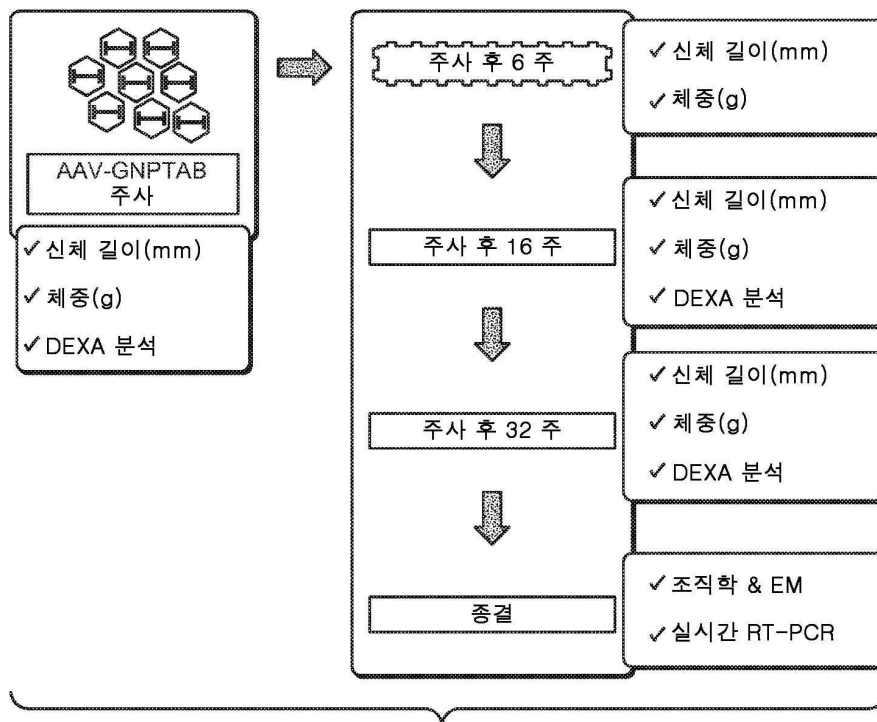 AAV-GNPTAB
주사
✓ 신체 길이(mm)
✓ 체중(g)
✓ DEXA 분석
주사 후 6 주
✓ 신체 길이(mm)
✓ 체중(g)
주사 후 16 주
✓ 신체 길이(mm)
✓ 체중(g)
✓ DEXA 분석
주사 후 32 주
✓ 신체 길이(mm)
✓ 체중(g)
✓ DEXA 분석
종결
✓ 조직학 & EM
✓ 실시간 RT-PCR